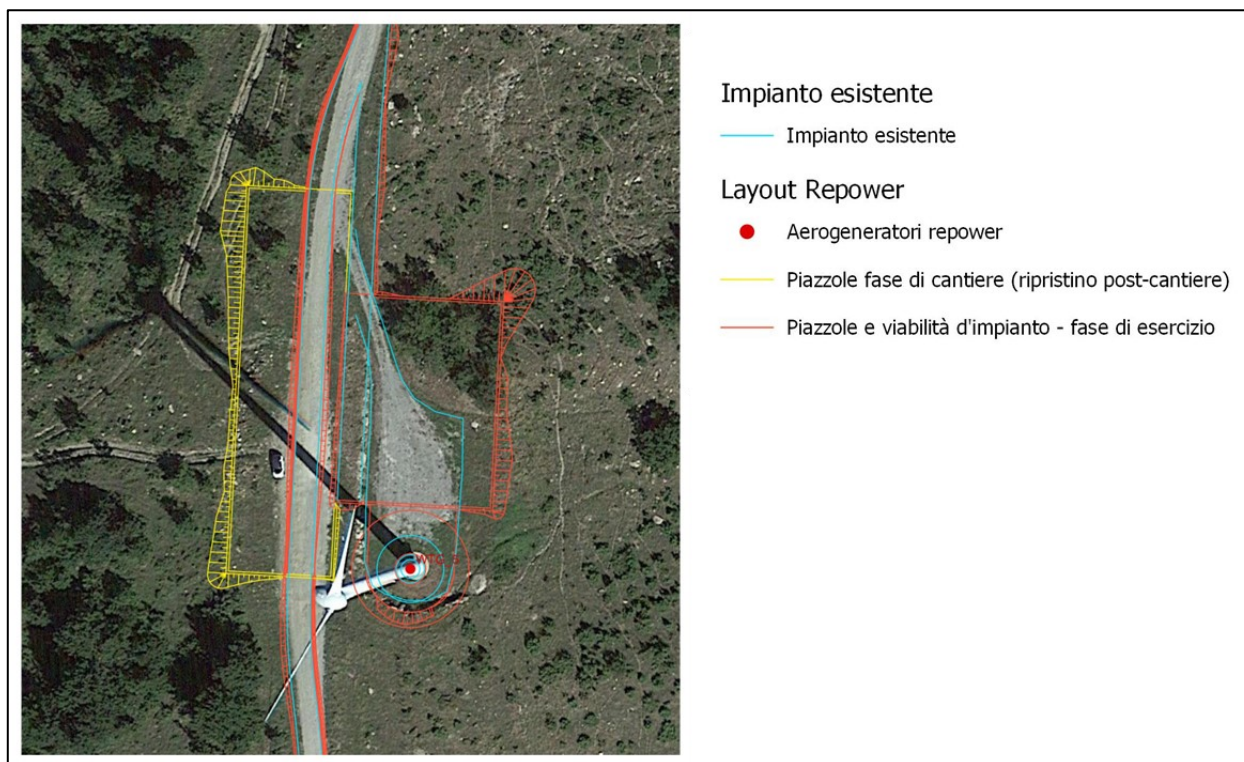 Impianto esistente
Impianto esistente
Layout Repower
Aerogeneratori repower
Piazzole fase di cantiere (ripristino post-cantiere)
Piazzole e viabilità d'impianto - fase di esercizio